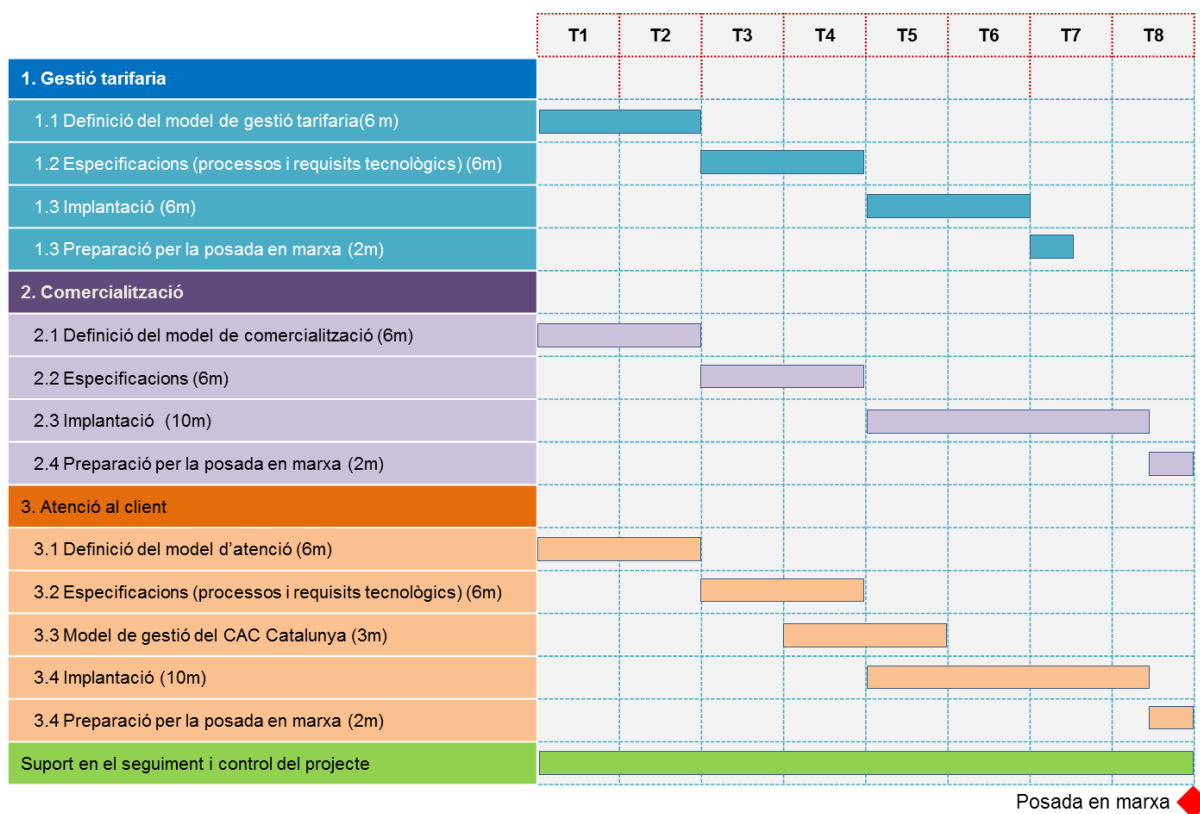 T1 T2 T3 T4 T5 T6 T7 T8
1. Gestió tarifaria
1.1 Definició del model de gestió tarifaria(6 m)
1.2 Especificacions (processos i requisits tecnològics) (6m)
1.3 Implantació (6m)
1.3 Preparació per la posada en marxa (2m)
2. Comercialització
2.1 Definició del model de comercialització (6m)
2.2 Especificacions (6m)
2.3 Implantació (10m)
2.4 Preparació per la posada en marxa (2m)
3. Atenció al client
3.1 Definició del model d’atenció (6m)
3.2 Especificacions (processos i requisits tecnològics) (6m)
3.3 Model de gestió del CAC Catalunya (3m)
3.4 Implantació (10m)
3.4 Preparació per la posada en marxa (2m)
Suport en el seguiment i control del projecte
Posada en marxa